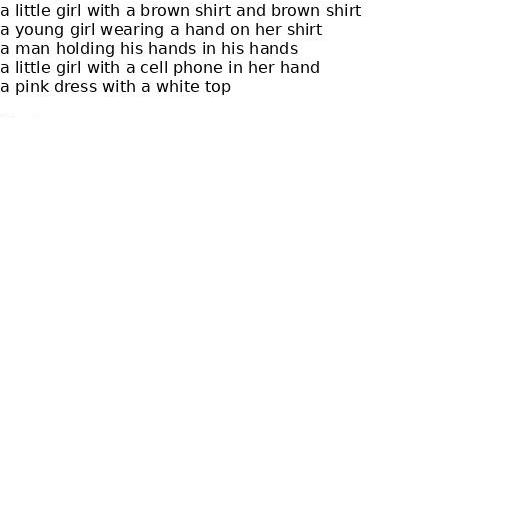 a little girl with a brown shirt and brown shirt
a young girl wearing a hand on her shirt
a man holding his hands in his hands
a little girl with a cell phone in her hand
a pink dress with a white top